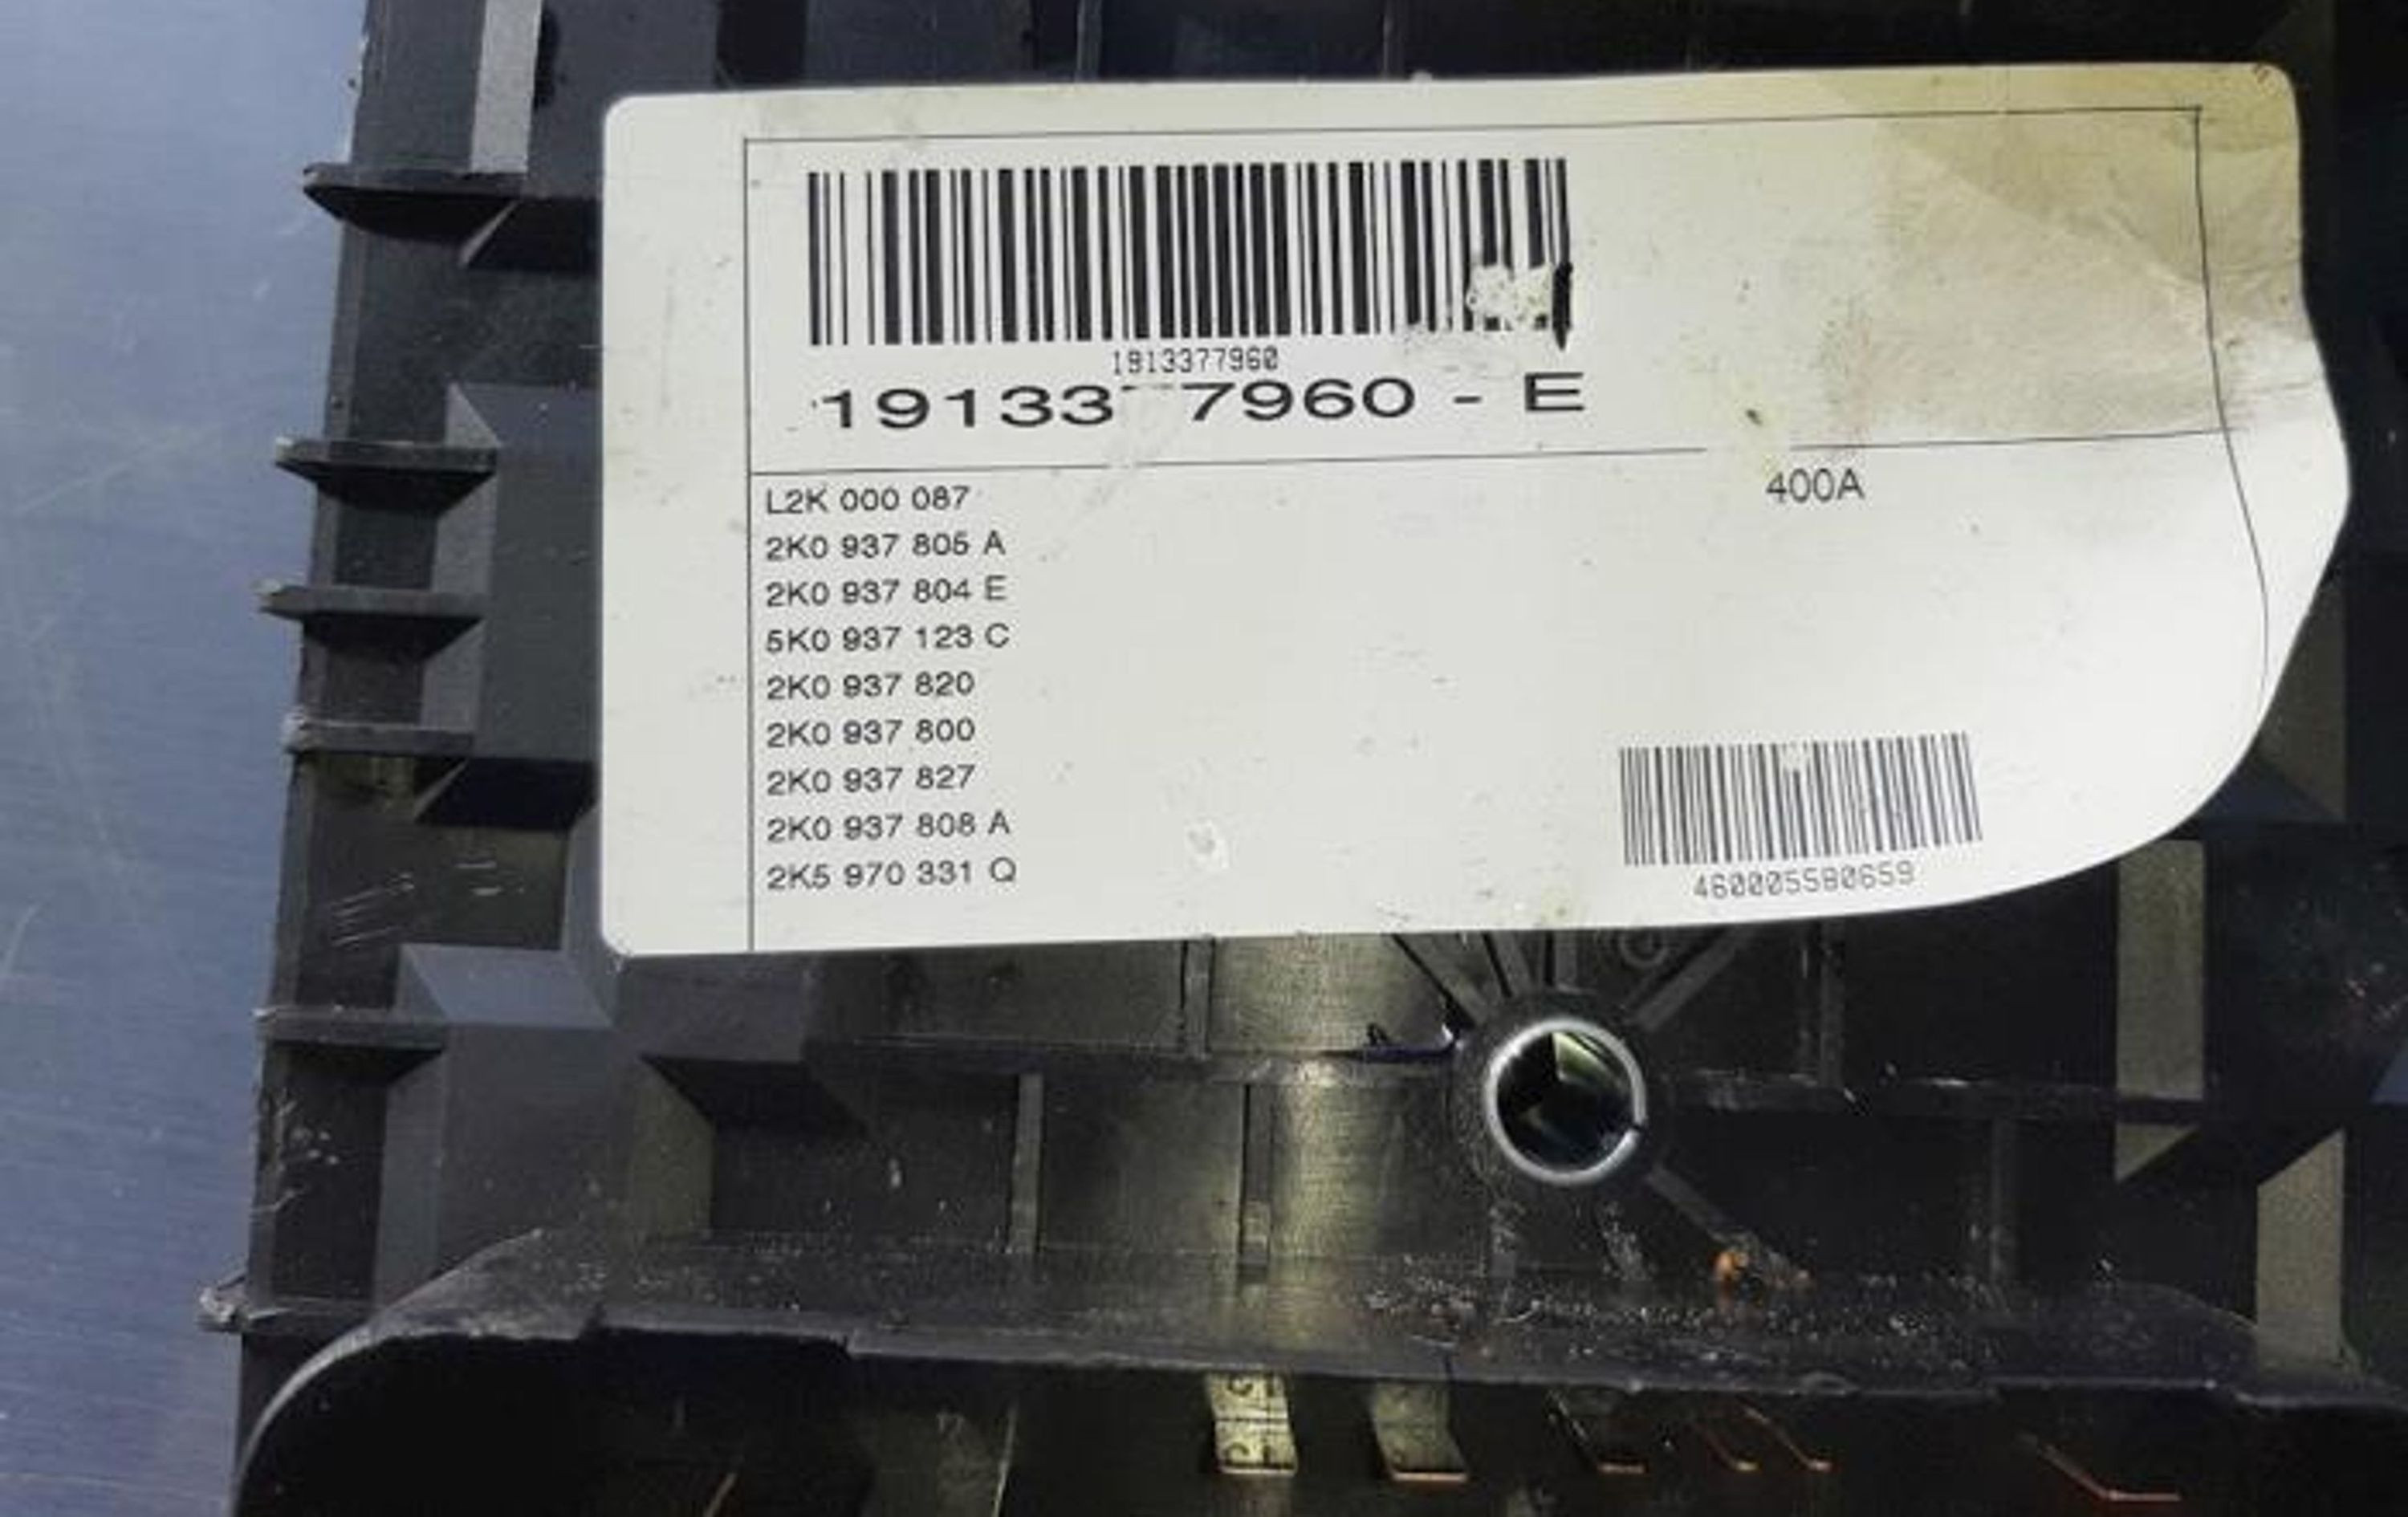 1913377960
1913377960 - E
L2K 000 087
400A
2K0 937 805 A
2K0 937 804 E
5K0 937 123 C
2K0 937 820
2K0 937 800
2K0 937 827
2K0 937 808 A
2K5 970 331 Q
460005580659